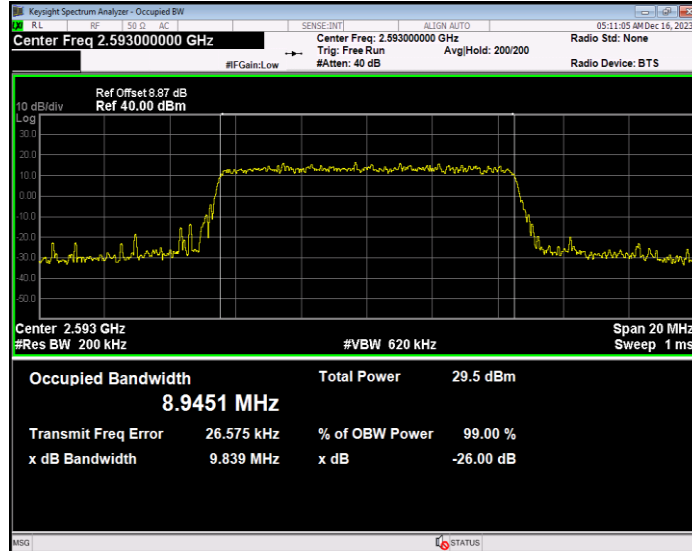 Keysight Spectrum Analyzer - Occupied BW
RL RF 50 Ω AC SENSE:INT ALIGN AUTO 05:11:05 AM Dec 16, 2023
Center Freq 2.593000000 GHz Center Freq: 2.593000000 GHz Radio Std: None
Trig: Free Run Avg|Hold: 200/200
#IFGain:Low #Atten: 40 dB Radio Device: BTS
Ref Offset 8.87 dB
10 dB/div Ref 40.00 dBm
Log
30.0
20.0
10.0
0.00
-10.0
-20.0
-30.0
-40.0
-50.0
Center 2.593 GHz Span 20 MHz
#Res BW 200 kHz #VBW 620 kHz Sweep 1 ms
Occupied Bandwidth Total Power 29.5 dBm
8.9451 MHz
Transmit Freq Error 26.575 kHz % of OBW Power 99.00 %
x dB Bandwidth 9.839 MHz x dB -26.00 dB
MSG STATUS